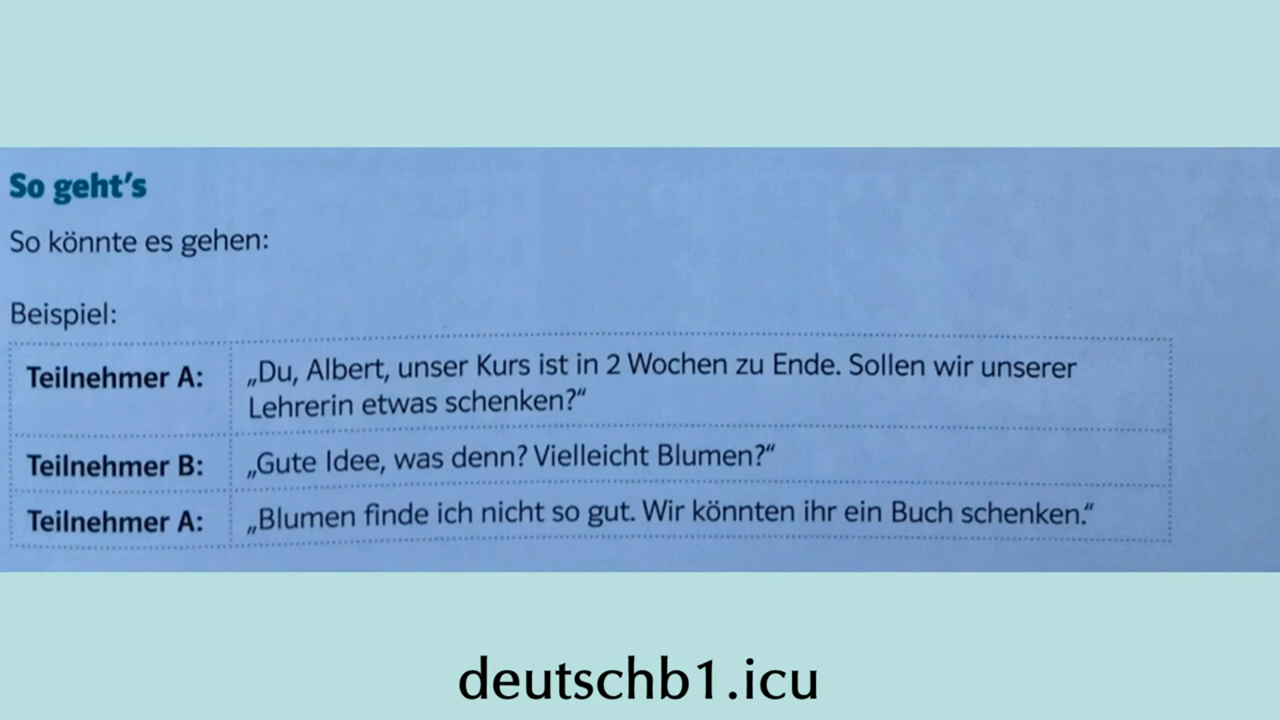 So geht's
So könnte es gehen:
Beispiel:
Teilnehmer A: „Du, Albert, unser Kurs ist in 2 Wochen zu Ende. Sollen wir unserer
Lehrerin etwas schenken?“
Teilnehmer B: „Gute Idee, was denn? Vielleicht Blumen?“
Teilnehmer A: „Blumen finde ich nicht so gut. Wir könnten ihr ein Buch schenken.“
deutschb1.icu